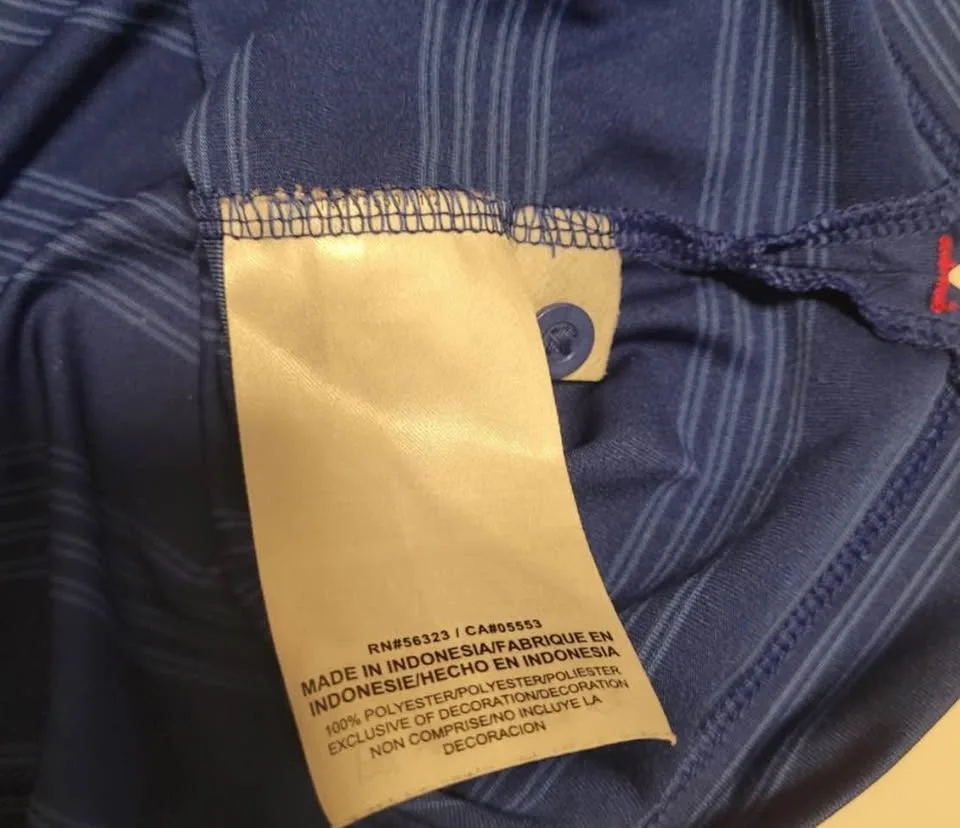 RN#56323 / CA#05553
MADE IN INDONESIA/FABRIQUE EN
INDONESIE/HECHO EN INDONESIA
100% POLYESTER/POLYESTER/POLIESTER
EXCLUSIVE OF DECORATION/DECORATION
NON COMPRISE/NO INCLUYE LA
DECORACION